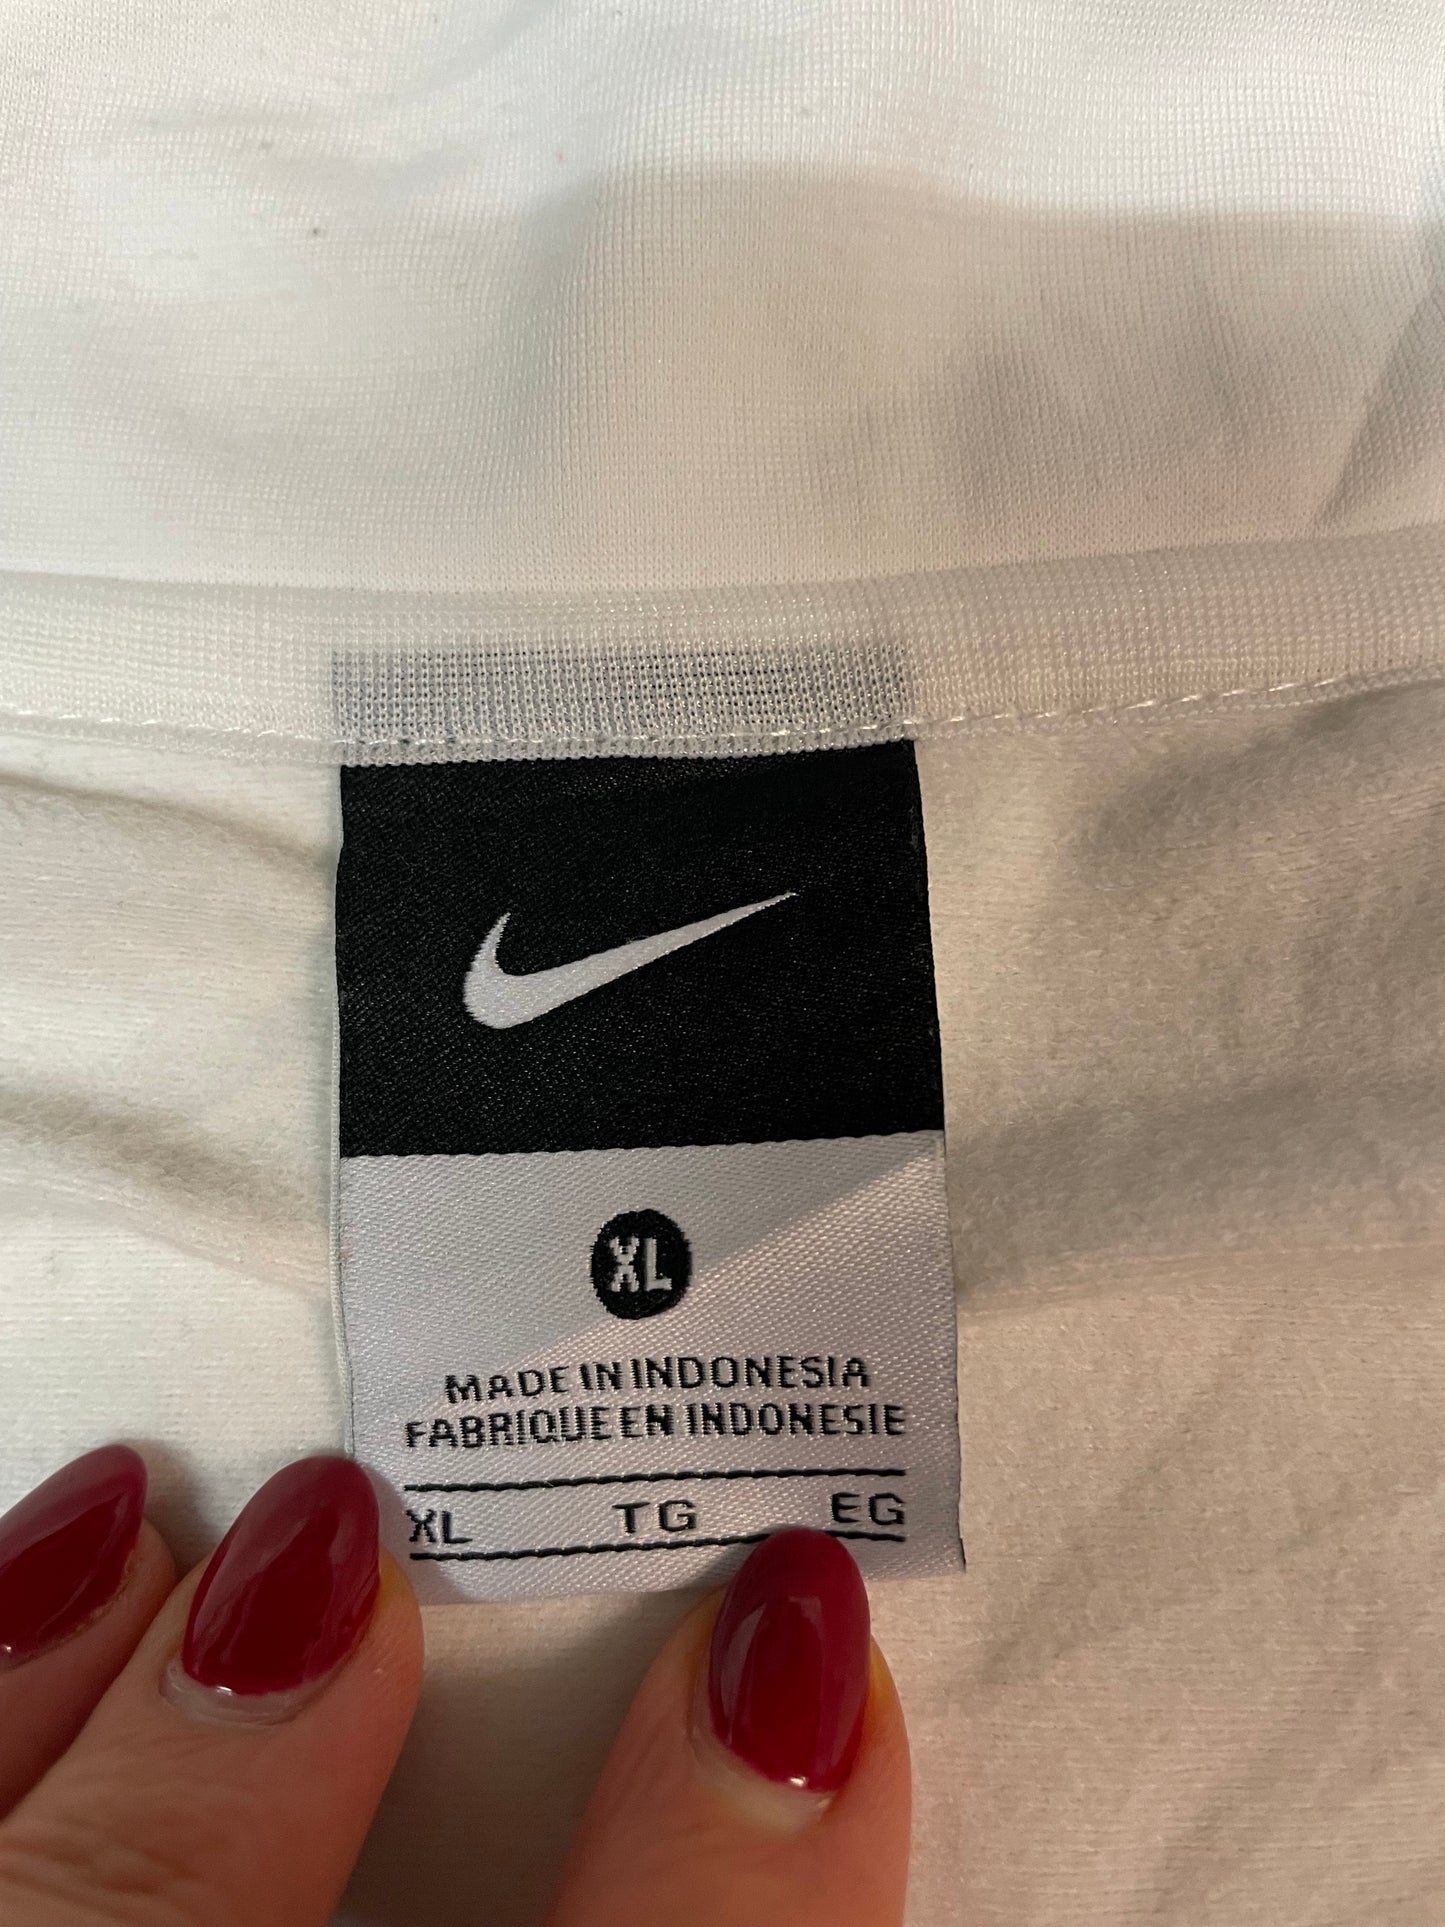 XL
MADE IN INDONESIA
FABRIQUE EN INDONESIE
XL TG EG